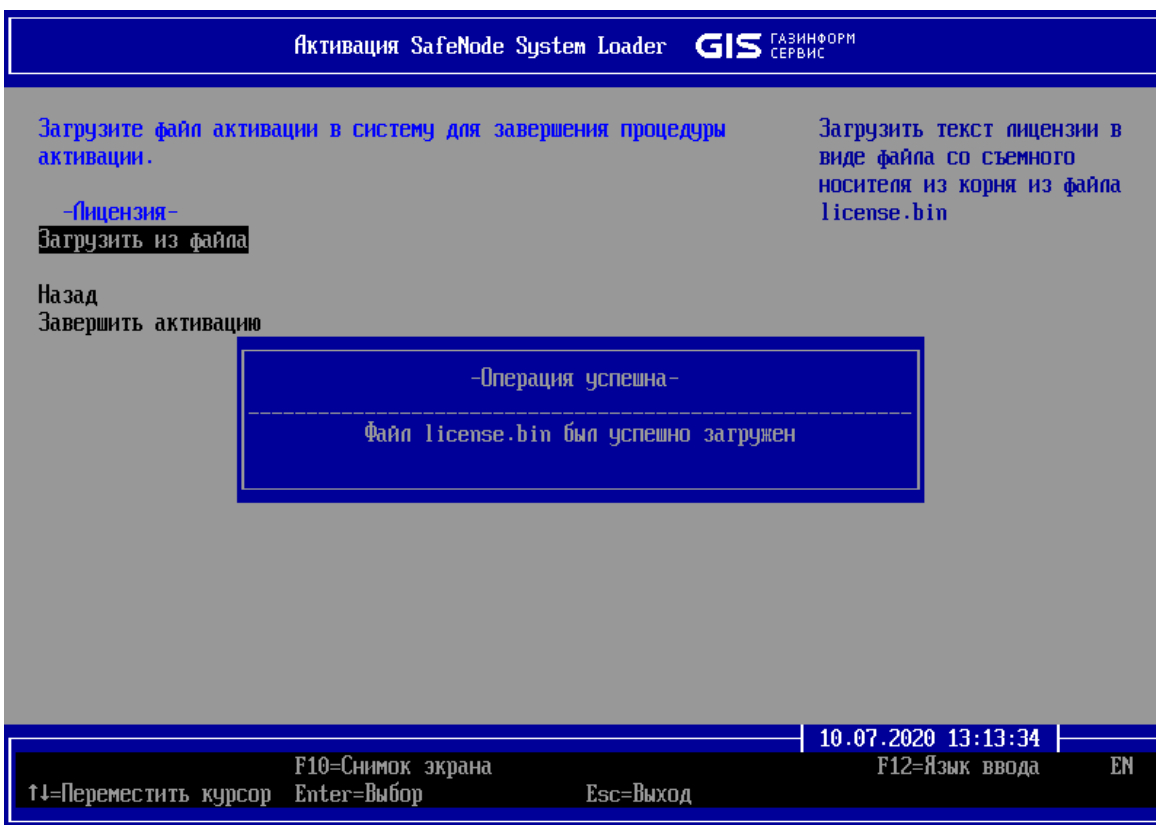 Активация SafeNode System Loader GIS ГАЗИНФОРМ
СЕРВИС
Загрузите файл активации в систему для завершения процедуры
активации.
-Лицензия-
Загрузить из файла
Назад
Завершить активацию
Загрузить текст лицензии в
виде файла со съемного
носителя из корня из файла
license.bin
-Операция успешна-
Файл license.bin был успешно загружен
10.07.2020 13:13:34
F10=Снимок экрана F12=Язык ввода EN
↑↓=Переместить курсор Enter=Выбор Esc=Выход